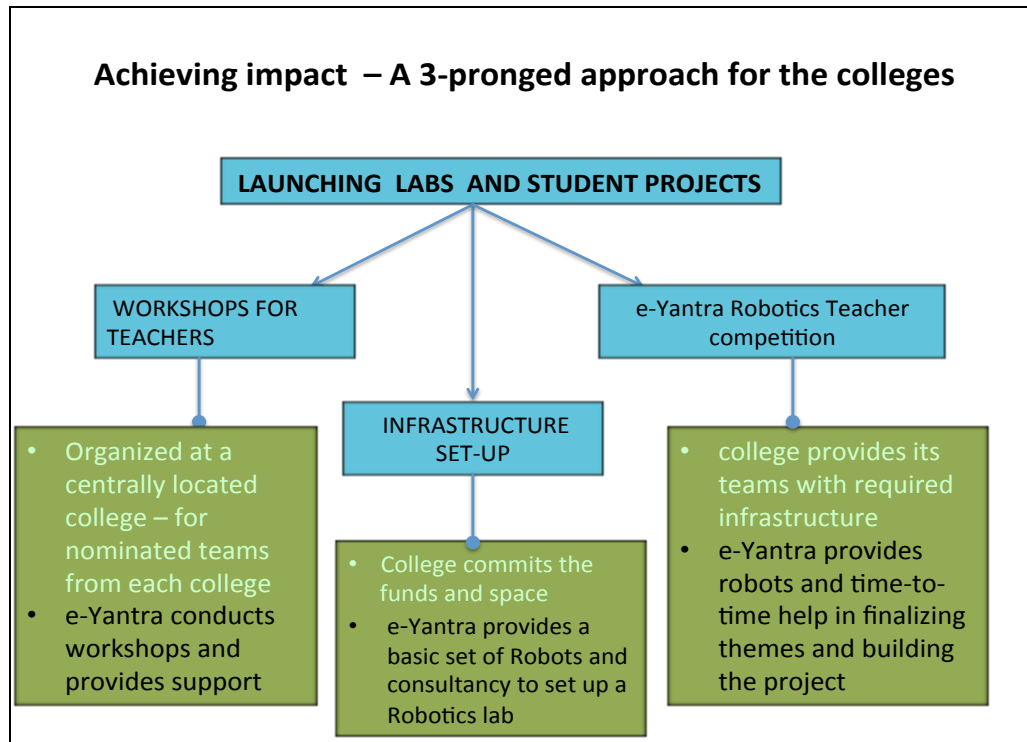 Achieving impact – A 3-pronged approach for the colleges
LAUNCHING LABS AND STUDENT PROJECTS
WORKSHOPS FOR
TEACHERS
• Organized at a
centrally located
college – for
nominated teams
from each college
• e-Yantra conducts
workshops and
provides support
INFRASTRUCTURE
SET-UP
• College commits the
funds and space
• e-Yantra provides a
basic set of Robots and
consultancy to set up a
Robotics lab
e-Yantra Robotics Teacher
competition
• college provides its
teams with required
infrastructure
• e-Yantra provides
robots and time-to-
time help in finalizing
themes and building
the project